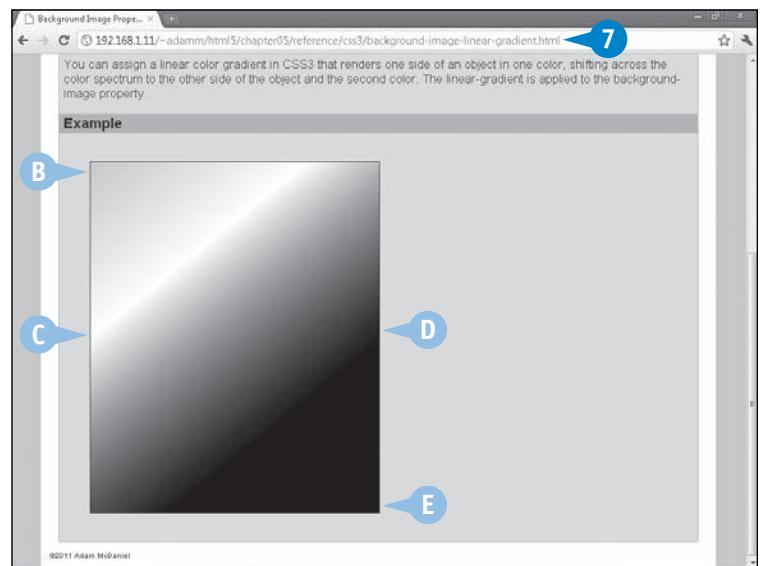 Background Image Prope...
192.168.1.11/~adamm/html5/chapter05/reference/css3/background-image-linear-gradient.html
7
You can assign a linear color gradient in CSS3 that renders one side of an object in one color, shifting across the
color spectrum to the other side of the object and the second color. The linear-gradient is applied to the background-
image property.
Example
B
C
D
E
©2011 Adam McDaniel